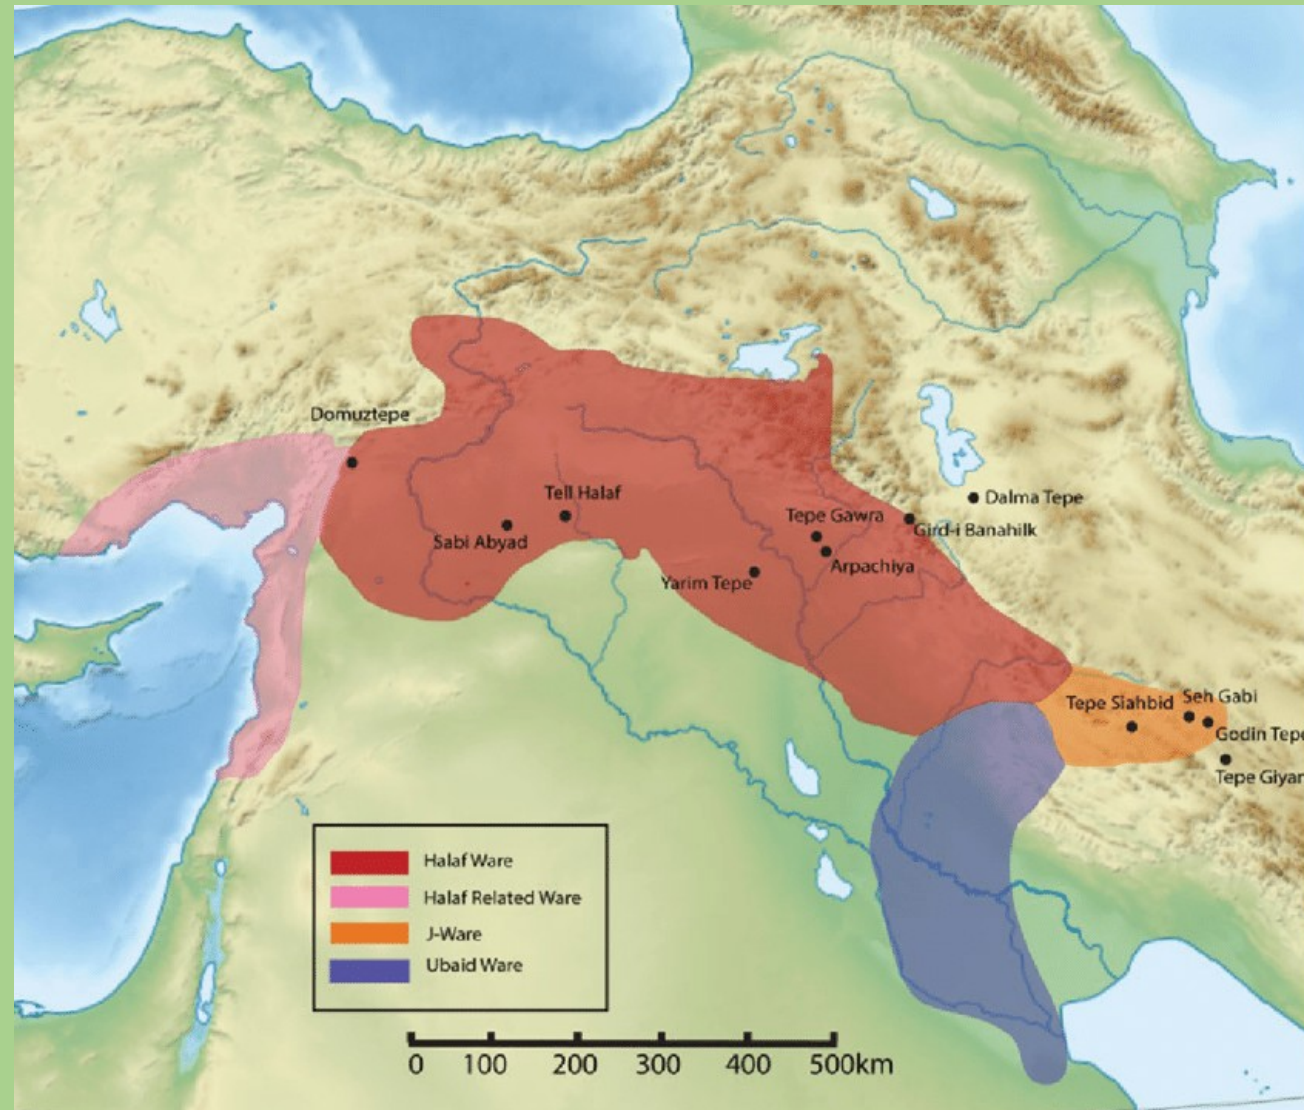 Domuztepe
Tell Halaf
Sabi Abyad
Dalma Tepe
Tepe Gawra
Gird-i Banahilk
Arpachiya
Yarim Tepe
Tepe Siahbid
Seh Gabi
Godin Tepe
Tepe Giyan
Halaf Ware
Halaf Related Ware
J-Ware
Ubaid Ware
0 100 200 300 400 500km